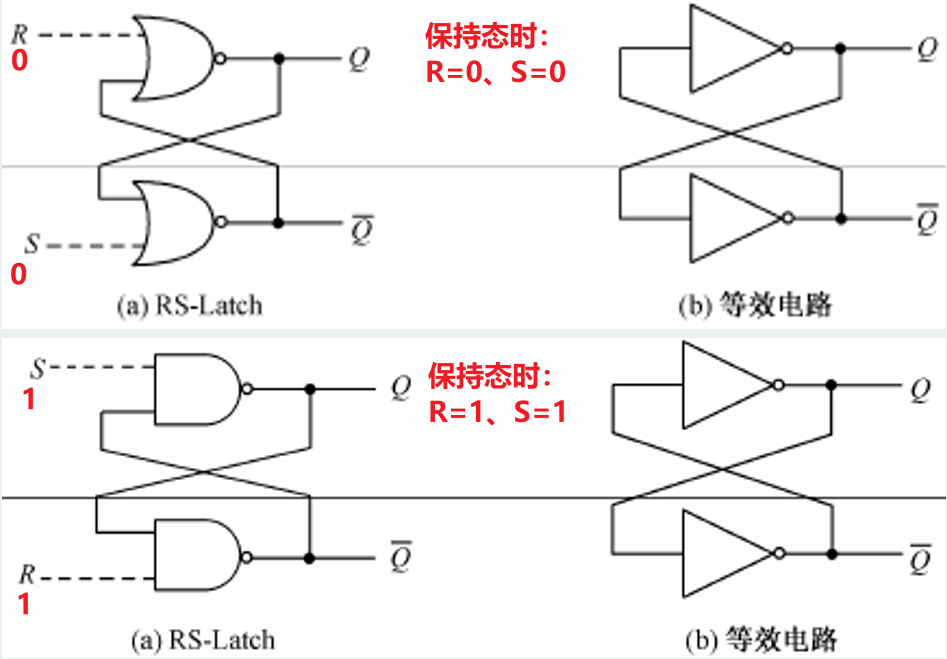 R
0
Q
保持态时：
R=0、S=0
Q
S
0
Q̅
Q̅
(a) RS-Latch
(b) 等效电路
S
1
Q
保持态时：
R=1、S=1
Q
R
1
Q̅
Q̅
(a) RS-Latch
(b) 等效电路